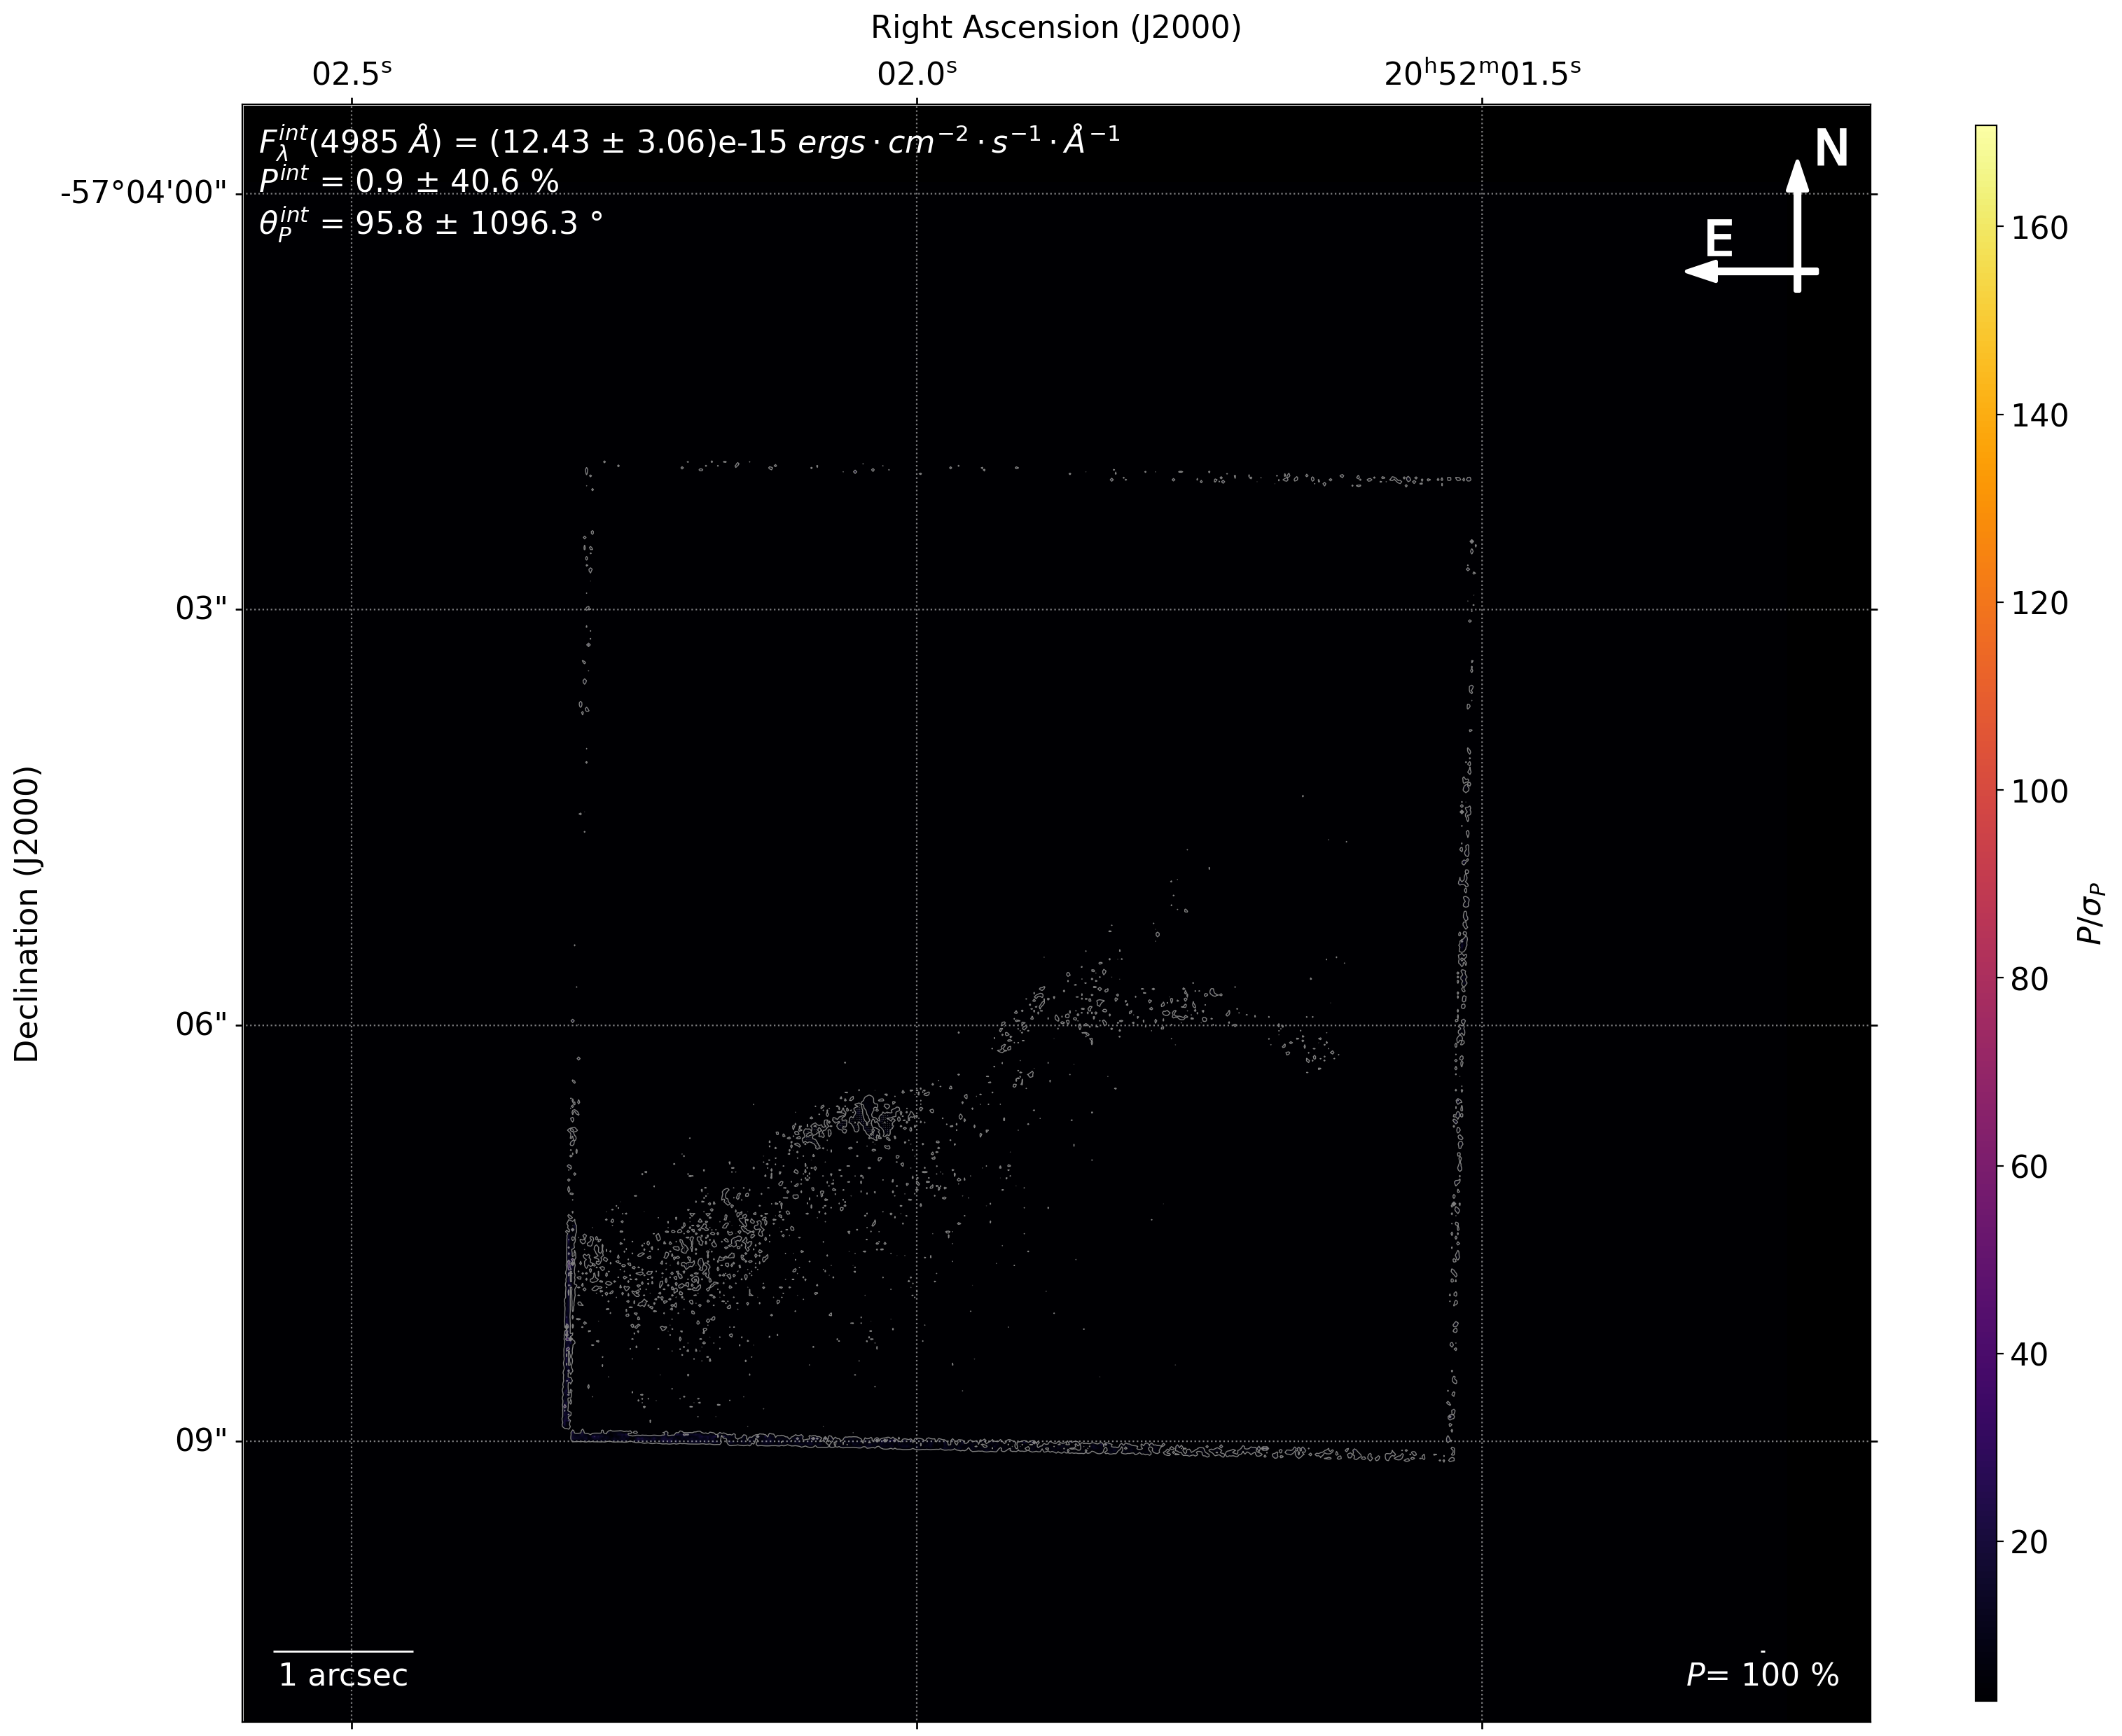 Right Ascension (J2000)
02.5ˢ 02.0ˢ 20ʰ52ᵐ01.5ˢ
F_λ^int(4985 Å) = (12.43 ± 3.06)e-15 ergs · cm⁻² · s⁻¹ · Å⁻¹
P^int = 0.9 ± 40.6 %
θ_P^int = 95.8 ± 1096.3 °
N
E
-57°04'00"
03"
06"
09"
Declination (J2000)
1 arcsec
P= 100 %
160
140
120
100
80
60
40
20
P/σ_P